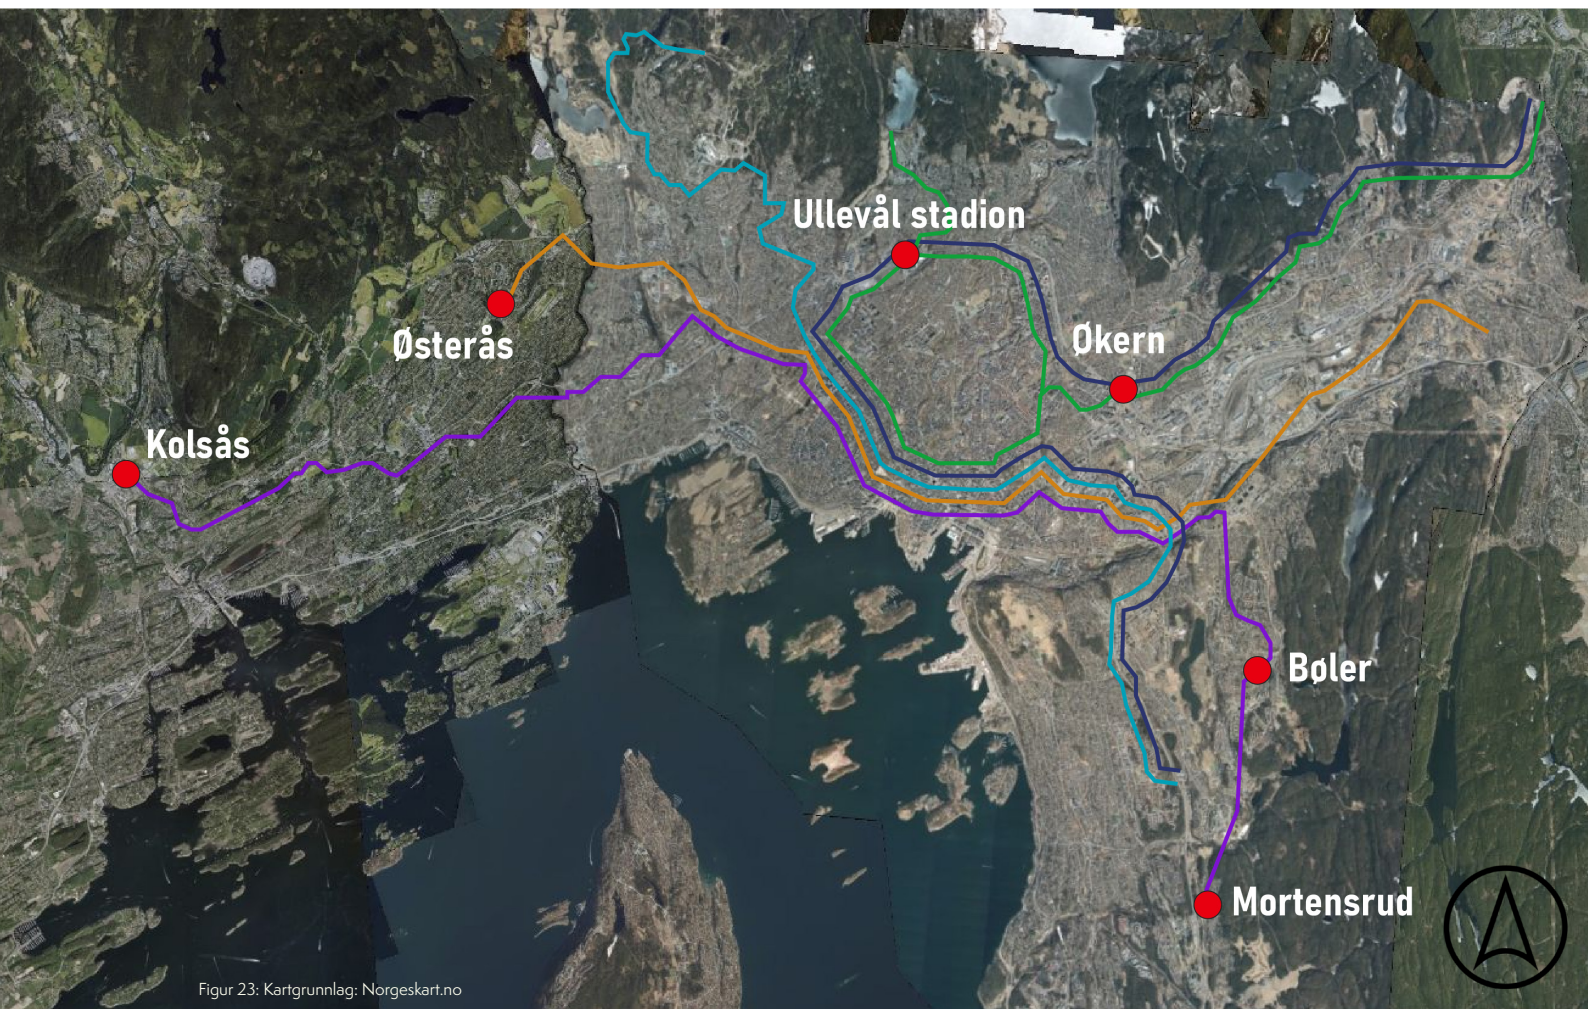 Ullevål stadion
Økern
Østerås
Kolsås
Bøler
Mortensrud
Figur 23: Kartgrunnlag: Norgeskart.no